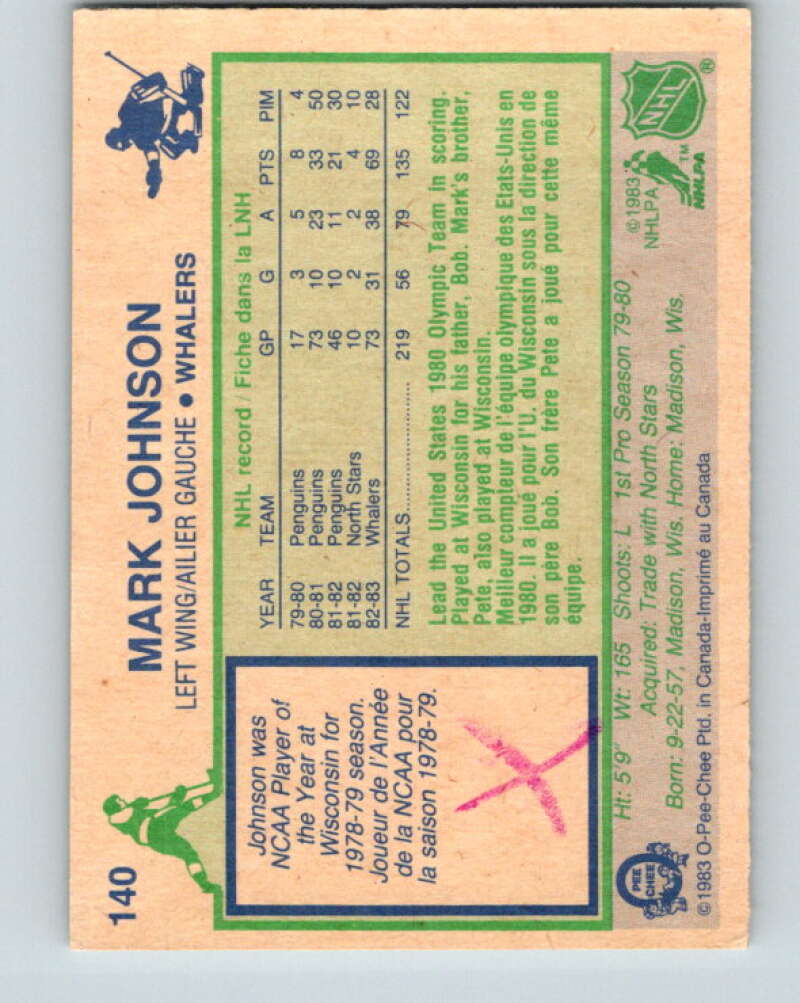 140
MARK JOHNSON
LEFT WING/AILIER GAUCHE • WHALERS
Johnson was
NCAA Player of
the Year at
Wisconsin for
1978-79 season.
Joueur de l'Année
de la NCAA pour
la saison 1978-79.
NHL record / Fiche dans la LNH
YEAR TEAM GP G A PTS PIM
79-80 Penguins 17 3 5 8 4
80-81 Penguins 73 10 23 33 50
81-82 Penguins 46 10 11 21 30
81-82 North Stars 10 2 2 4 10
82-83 Whalers 73 31 38 69 28
NHL TOTALS 219 56 79 135 122
Lead the United States 1980 Olympic Team in scoring.
Played at Wisconsin for his father, Bob. Mark's brother,
Pete, also played at Wisconsin.
Meilleur compteur de l'équipe olympique des Etats-Unis en
1980. Il a joué pour l'U. du Wisconsin sous la direction de
son père Bob. Son frère Pete a joué pour cette même
équipe.
Ht: 5'9" Wt: 165 Shoots: L 1st Pro Season 79-80
Acquired: Trade with North Stars
Born: 9-22-57, Madison, Wis. Home: Madison, Wis.
©1983 O-Pee-Chee Ptd. in Canada-Imprimé au Canada
PEE
CHEE
©1983
NHLPA
NHLPA
TM
NHL
®